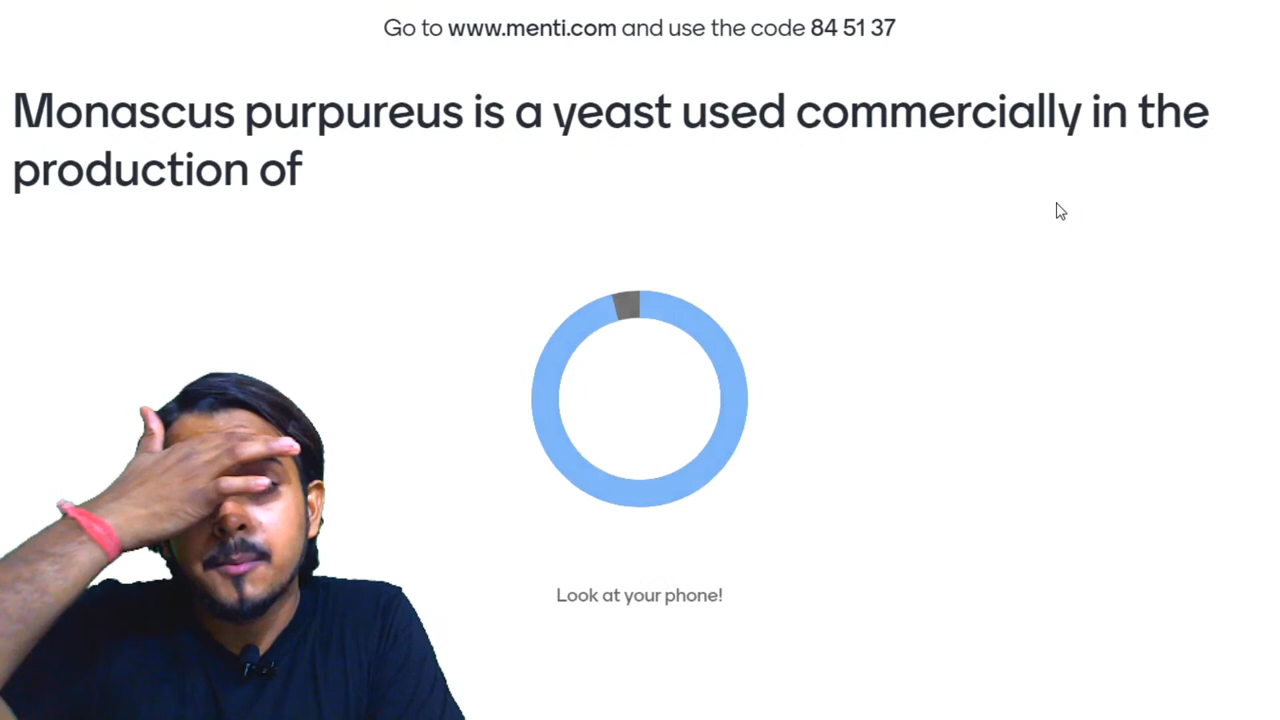 Go to www.menti.com and use the code 84 51 37
Monascus purpureus is a yeast used commercially in the
production of
Look at your phone!